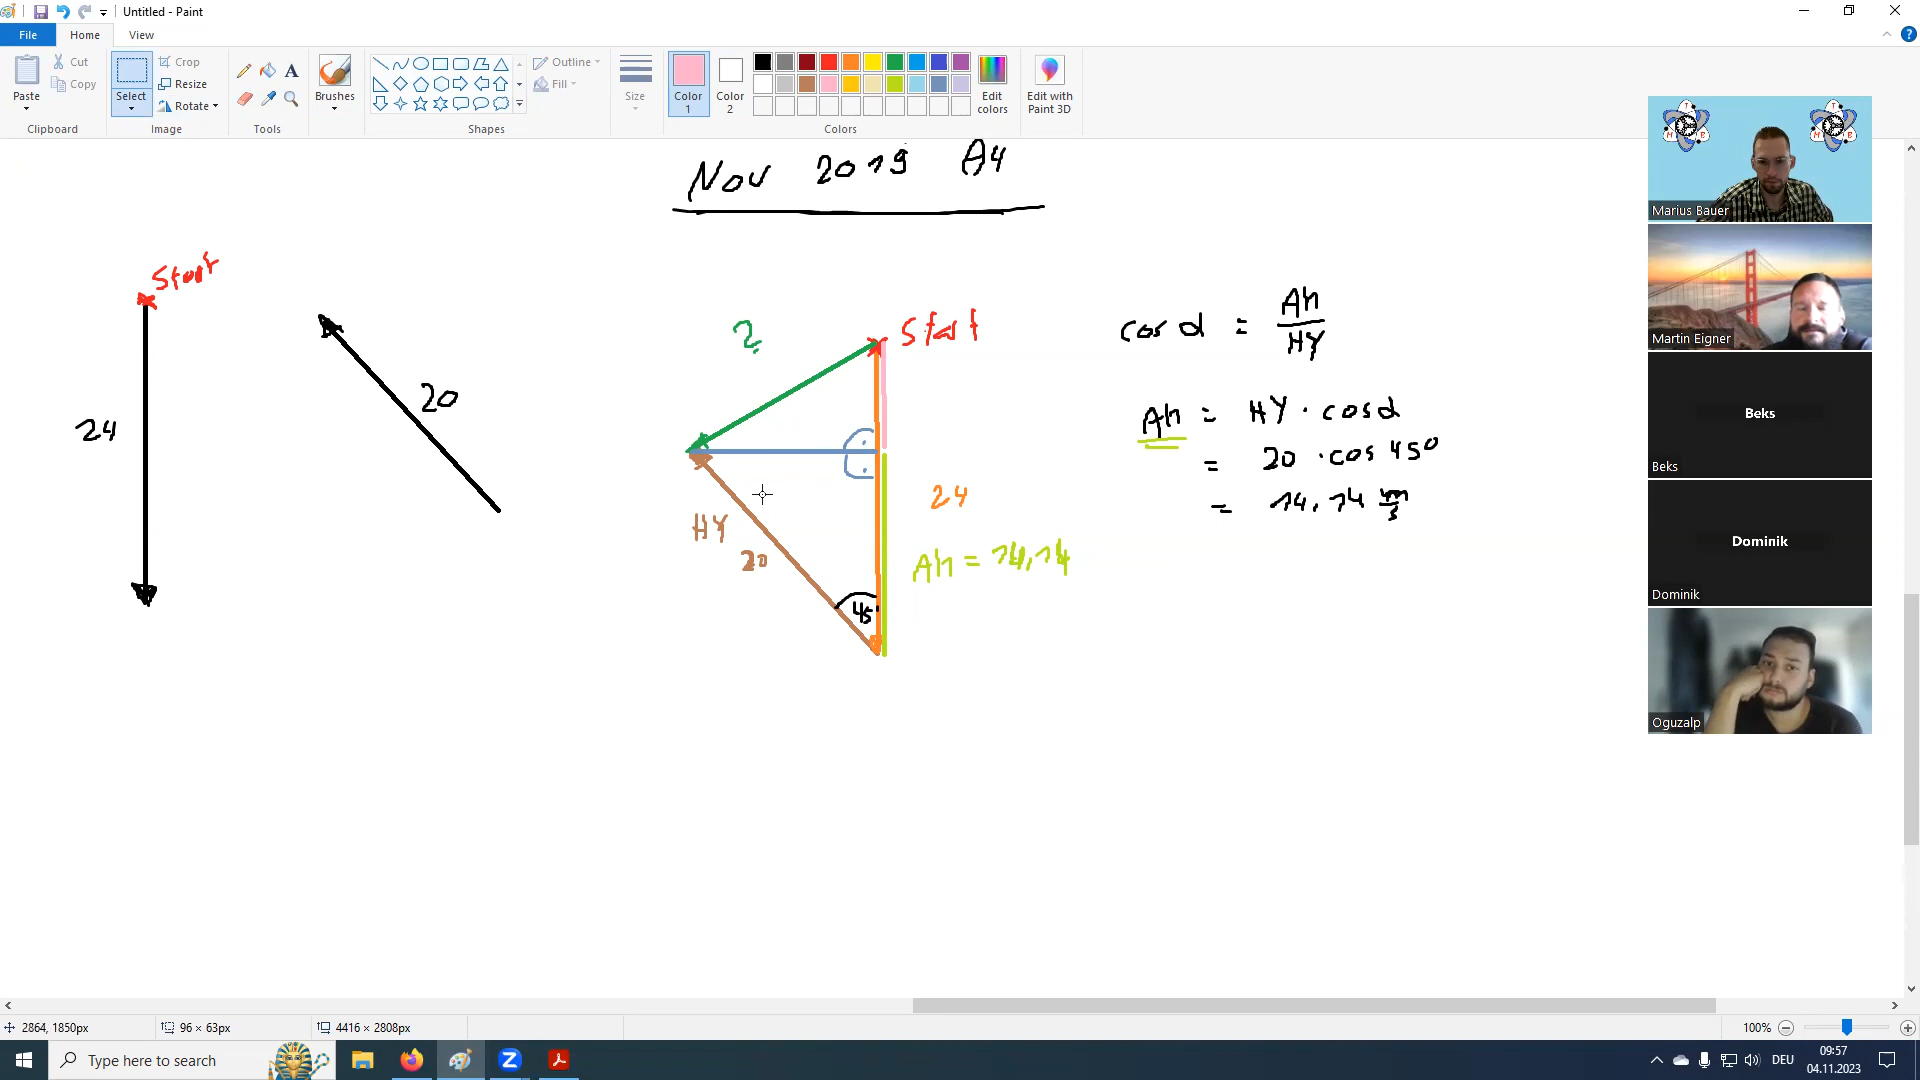 Untitled - Paint
File Home View
Paste
Cut
Copy
Clipboard
Select
Crop
Resize
Rotate
Image
A
Tools
Brushes
Shapes
Outline
Fill
Size
Color 1
Color 2
Edit colors
Colors
Edit with Paint 3D
Nov 2019 A4
Start
24
20
?
Start
HY
20
45
24
An = 14,14
cos α = An / HY
An = HY · cos α
= 20 · cos 45°
= 14,14 m/s
T
M B
T
M B
Marius Bauer
Martin Eigner
Beks
Beks
Dominik
Dominik
Oguzalp
2864, 1850px
96 × 63px
4416 × 2808px
100%
Type here to search
DEU
09:57
04.11.2023